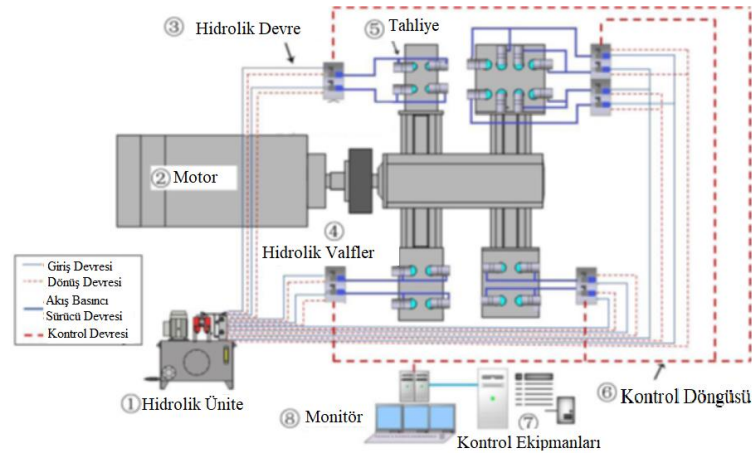 ③ Hidrolik Devre
⑤ Tahliye
② Motor
④
Hidrolik Valfler
Giriş Devresi
Dönüş Devresi
Akış Basıncı
Sürücü Devresi
Kontrol Devresi
① Hidrolik Ünite
⑧ Monitör
⑦
Kontrol Ekipmanları
⑥ Kontrol Döngüsü